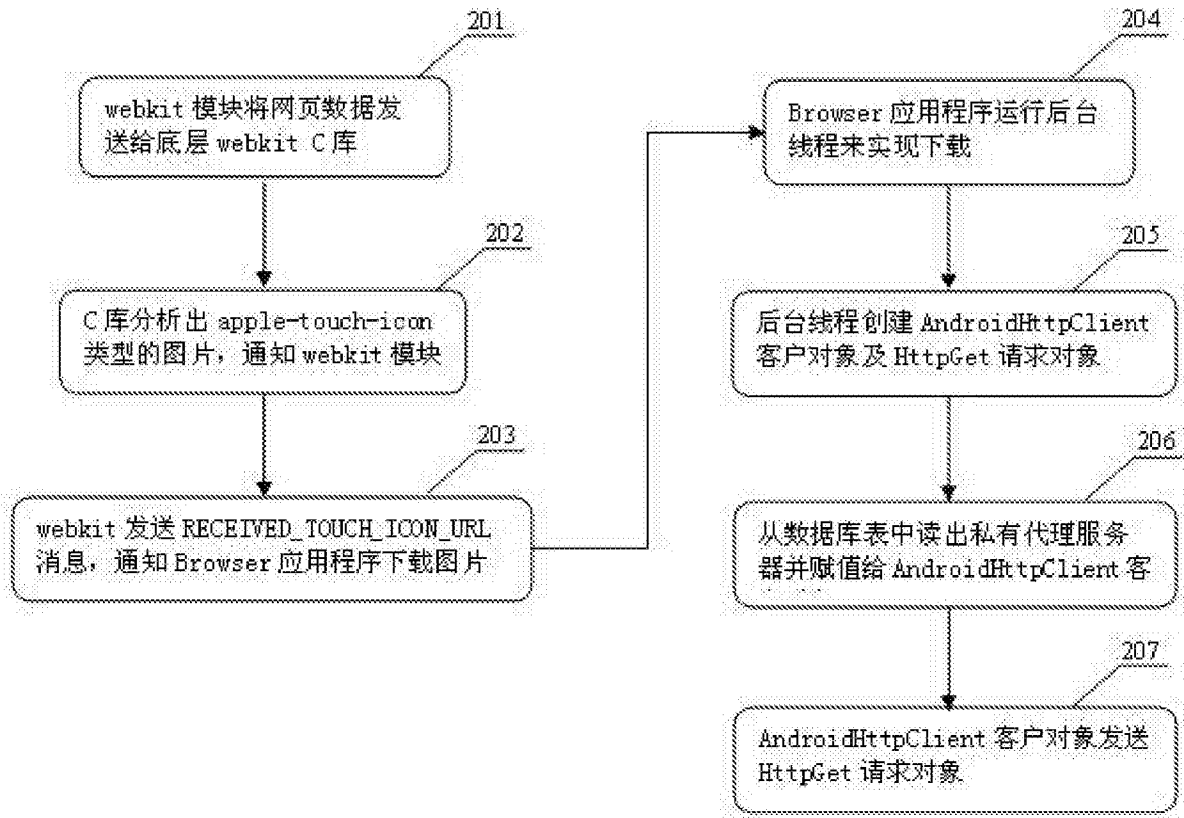 201
webkit 模块将网页数据发
送给底层 webkit C 库
202
C 库分析出 apple-touch-icon
类型的图片，通知 webkit 模块
203
webkit 发送 RECEIVED_TOUCH_ICON_URL
消息，通知 Browser 应用程序下载图片
204
Browser 应用程序运行后台
线程来实现下载
205
后台线程创建 AndroidHttpClient
客户对象及 HttpGet 请求对象
206
从数据库表中读出私有代理服务
器并赋值给 AndroidHttpClient 客
207
AndroidHttpClient 客户对象发送
HttpGet 请求对象